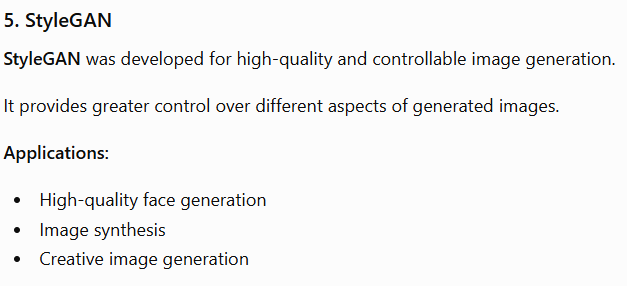 5. StyleGAN
StyleGAN was developed for high-quality and controllable image generation.
It provides greater control over different aspects of generated images.
Applications:
• High-quality face generation
• Image synthesis
• Creative image generation